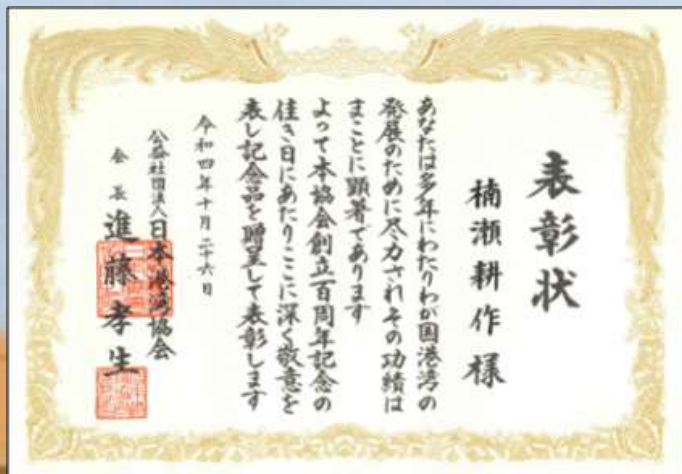 表彰状
楠瀬耕作様
あなたは多年にわたりわが国港湾の
発展のために尽力されその功績は
まことに顕著であります
よって本協会創立百周年記念の
佳き日にあたりここに深く敬意を
表し記念品を贈呈して表彰します
令和四年十月二十六日
公益社団法人日本港湾協会
会長 進藤孝生